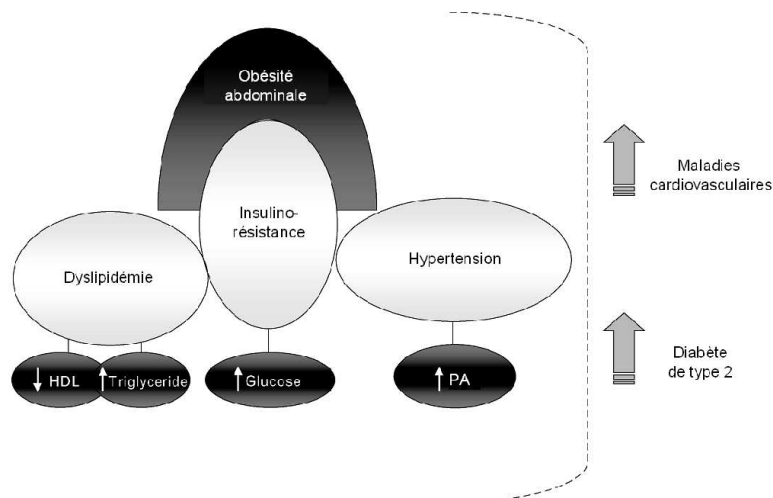 Obésité
abdominale
Insulino-
résistance
Dyslipidémie
Hypertension
↓ HDL
↑ Triglyceride
↑ Glucose
↑ PA
Maladies
cardiovasculaires
Diabète
de type 2